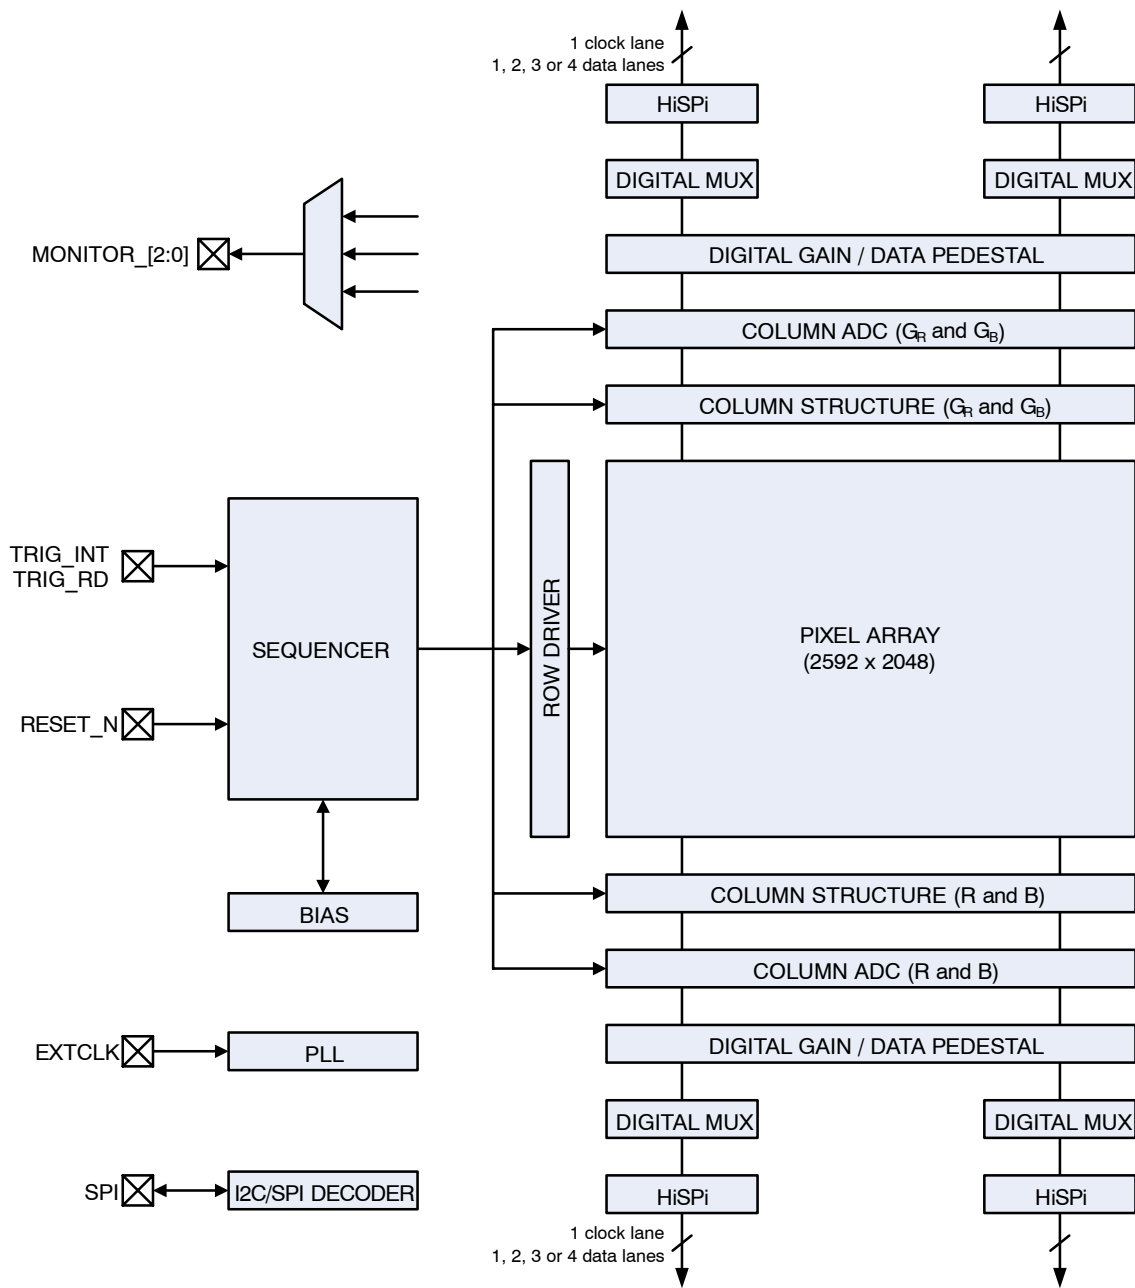 1 clock lane
1, 2, 3 or 4 data lanes
HiSPi
HiSPi
DIGITAL MUX
DIGITAL MUX
MONITOR_[2:0]
DIGITAL GAIN / DATA PEDESTAL
COLUMN ADC (GR and GB)
COLUMN STRUCTURE (GR and GB)
TRIG_INT
TRIG_RD
SEQUENCER
ROW DRIVER
PIXEL ARRAY
(2592 x 2048)
RESET_N
COLUMN STRUCTURE (R and B)
BIAS
COLUMN ADC (R and B)
EXTCLK
PLL
DIGITAL GAIN / DATA PEDESTAL
DIGITAL MUX
DIGITAL MUX
SPI
I2C/SPI DECODER
HiSPi
HiSPi
1 clock lane
1, 2, 3 or 4 data lanes